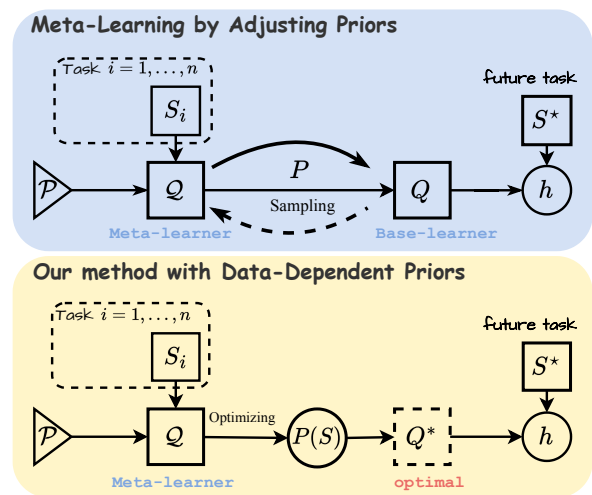 Meta-Learning by Adjusting Priors
Task i = 1, . . . , n
future task
S_i
S⋆
𝒫
𝒬
P
Sampling
Q
h
Meta-learner
Base-learner
Our method with Data-Dependent Priors
Task i = 1, . . . , n
future task
S_i
S⋆
𝒫
𝒬
Optimizing
P(S)
Q*
h
Meta-learner
optimal